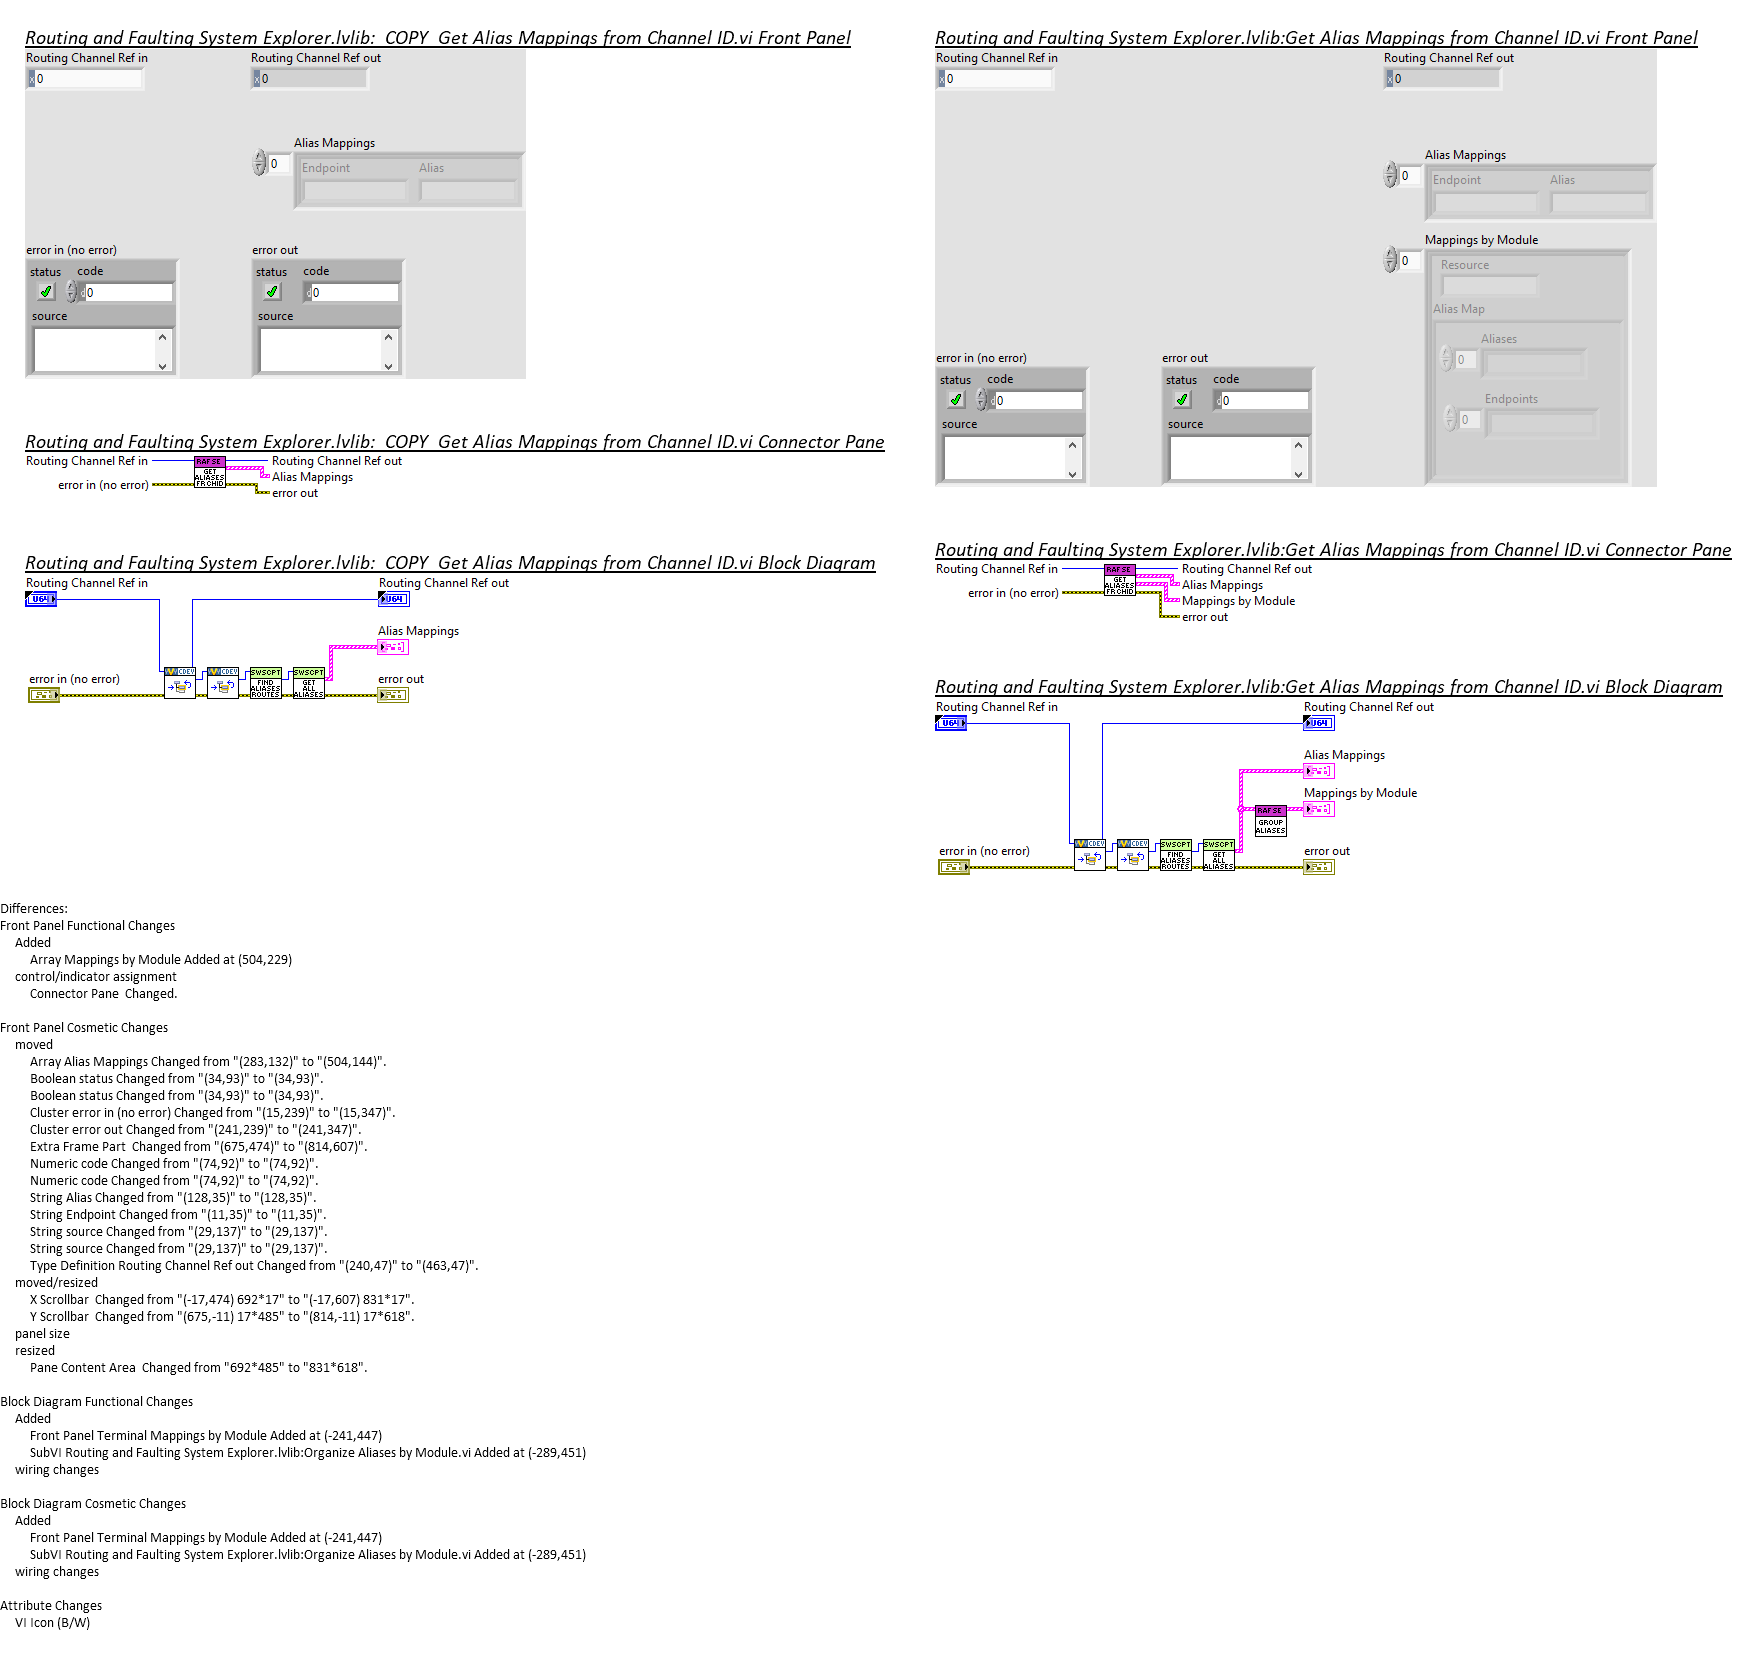 Routing and Faulting System Explorer.lvlib:_COPY_Get Alias Mappings from Channel ID.vi Front Panel
Routing Channel Ref in
Routing Channel Ref out
x 0
x 0
Alias Mappings
0
Endpoint
Alias
error in (no error)
error out
status
code
status
code
d 0
d 0
source
source
Routing and Faulting System Explorer.lvlib:_COPY_Get Alias Mappings from Channel ID.vi Connector Pane
Routing Channel Ref in
RAF SE
GET
ALIASES
FR CHID
Routing Channel Ref out
Alias Mappings
error in (no error)
error out
Routing and Faulting System Explorer.lvlib:_COPY_Get Alias Mappings from Channel ID.vi Block Diagram
Routing Channel Ref in
Routing Channel Ref out
U64
U64
Alias Mappings
error in (no error)
CDEV
CDEV
SWSCPT
FIND
ALIASES
ROUTES
SWSCPT
GET
ALL
ALIASES
error out
Routing and Faulting System Explorer.lvlib:Get Alias Mappings from Channel ID.vi Front Panel
Routing Channel Ref in
Routing Channel Ref out
x 0
x 0
Alias Mappings
0
Endpoint
Alias
Mappings by Module
0
Resource
Alias Map
Aliases
0
Endpoints
0
error in (no error)
error out
status
code
status
code
d 0
d 0
source
source
Routing and Faulting System Explorer.lvlib:Get Alias Mappings from Channel ID.vi Connector Pane
Routing Channel Ref in
RAF SE
GET
ALIASES
FR CHID
Routing Channel Ref out
Alias Mappings
error in (no error)
Mappings by Module
error out
Routing and Faulting System Explorer.lvlib:Get Alias Mappings from Channel ID.vi Block Diagram
Routing Channel Ref in
Routing Channel Ref out
U64
U64
Alias Mappings
Mappings by Module
RAF SE
GROUP
ALIASES
error in (no error)
CDEV
CDEV
SWSCPT
FIND
ALIASES
ROUTES
SWSCPT
GET
ALL
ALIASES
error out
Differences:
Front Panel Functional Changes
Added
Array Mappings by Module Added at (504,229)
control/indicator assignment
Connector Pane  Changed.
Front Panel Cosmetic Changes
moved
Array Alias Mappings Changed from "(283,132)" to "(504,144)".
Boolean status Changed from "(34,93)" to "(34,93)".
Boolean status Changed from "(34,93)" to "(34,93)".
Cluster error in (no error) Changed from "(15,239)" to "(15,347)".
Cluster error out Changed from "(241,239)" to "(241,347)".
Extra Frame Part  Changed from "(675,474)" to "(814,607)".
Numeric code Changed from "(74,92)" to "(74,92)".
Numeric code Changed from "(74,92)" to "(74,92)".
String Alias Changed from "(128,35)" to "(128,35)".
String Endpoint Changed from "(11,35)" to "(11,35)".
String source Changed from "(29,137)" to "(29,137)".
String source Changed from "(29,137)" to "(29,137)".
Type Definition Routing Channel Ref out Changed from "(240,47)" to "(463,47)".
moved/resized
X Scrollbar  Changed from "(-17,474) 692*17" to "(-17,607) 831*17".
Y Scrollbar  Changed from "(675,-11) 17*485" to "(814,-11) 17*618".
panel size
resized
Pane Content Area  Changed from "692*485" to "831*618".
Block Diagram Functional Changes
Added
Front Panel Terminal Mappings by Module Added at (-241,447)
SubVI Routing and Faulting System Explorer.lvlib:Organize Aliases by Module.vi Added at (-289,451)
wiring changes
Block Diagram Cosmetic Changes
Added
Front Panel Terminal Mappings by Module Added at (-241,447)
SubVI Routing and Faulting System Explorer.lvlib:Organize Aliases by Module.vi Added at (-289,451)
wiring changes
Attribute Changes
VI Icon (B/W)